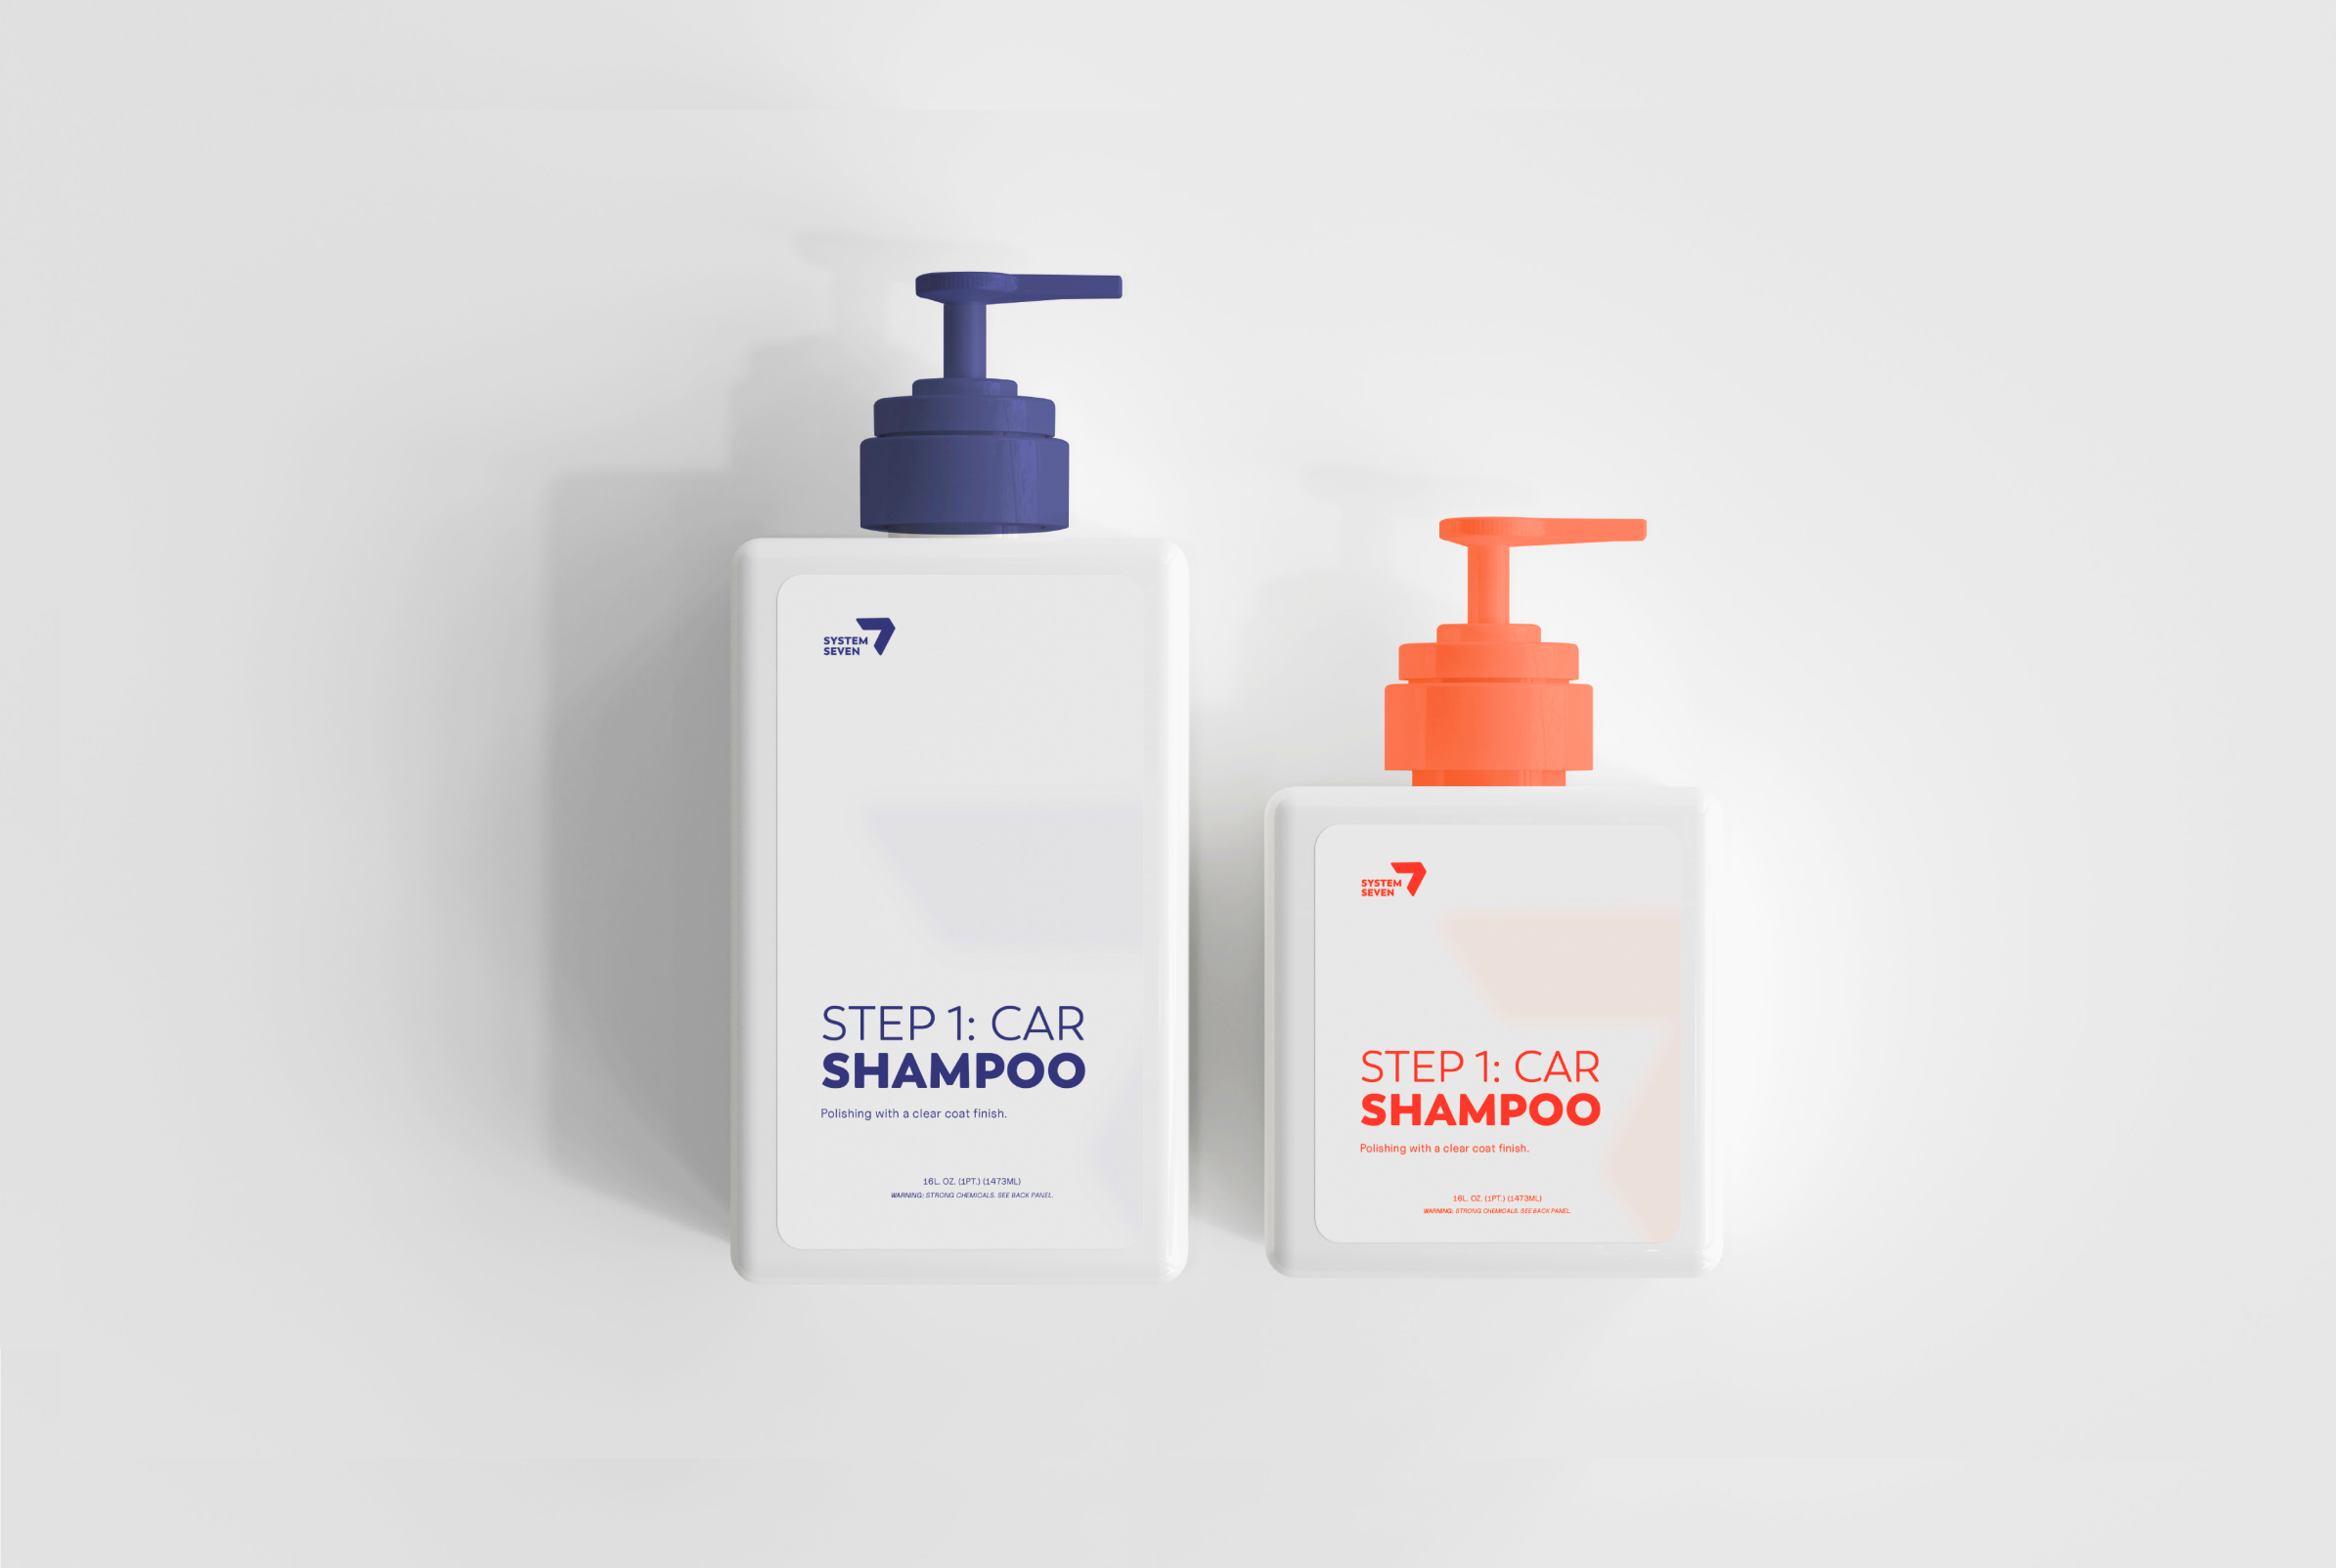 SYSTEM
SEVEN
STEP 1: CAR
SHAMPOO
Polishing with a clear coat finish.
16L. OZ. (1PT.) (1473ML)
WARNING: STRONG CHEMICALS. SEE BACK PANEL.
SYSTEM
SEVEN
STEP 1: CAR
SHAMPOO
Polishing with a clear coat finish.
16L. OZ. (1PT.) (1473ML)
WARNING: STRONG CHEMICALS. SEE BACK PANEL.